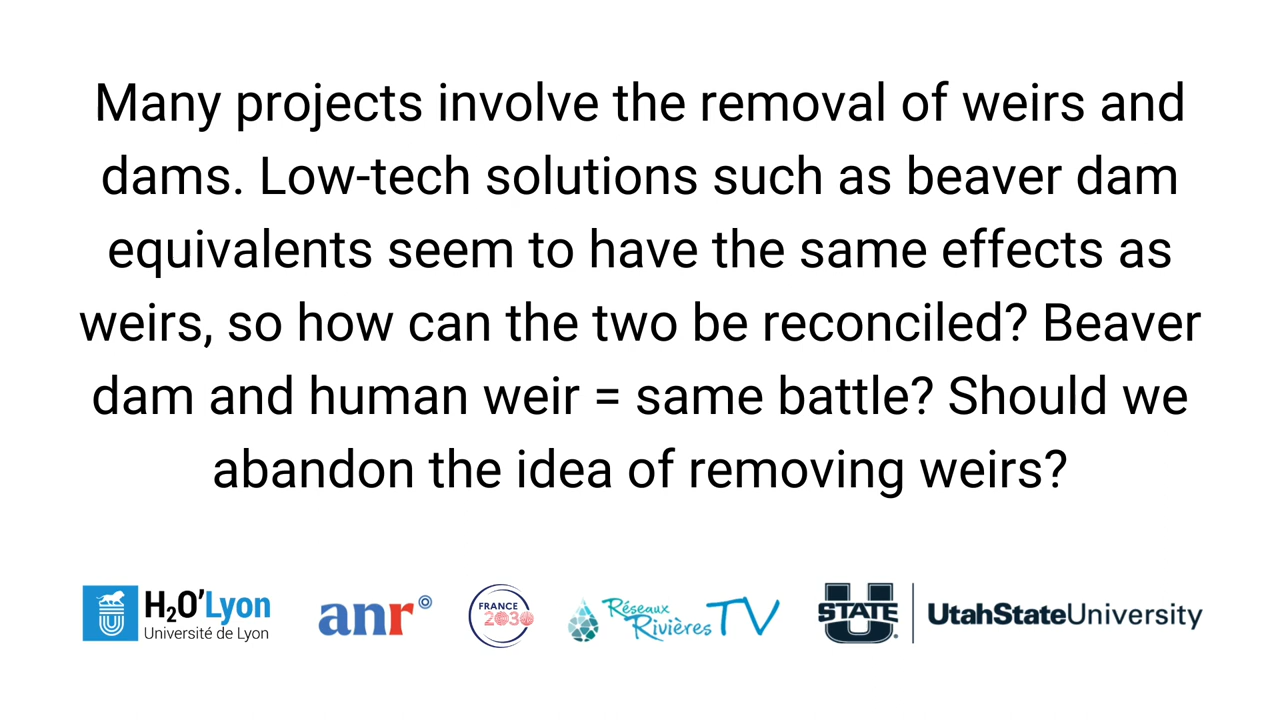 Many projects involve the removal of weirs and
dams. Low-tech solutions such as beaver dam
equivalents seem to have the same effects as
weirs, so how can the two be reconciled? Beaver
dam and human weir = same battle? Should we
abandon the idea of removing weirs?
H₂O'Lyon
Université de Lyon
anr
FRANCE
2030
Réseaux
Rivières TV
U
STATE
UtahStateUniversity